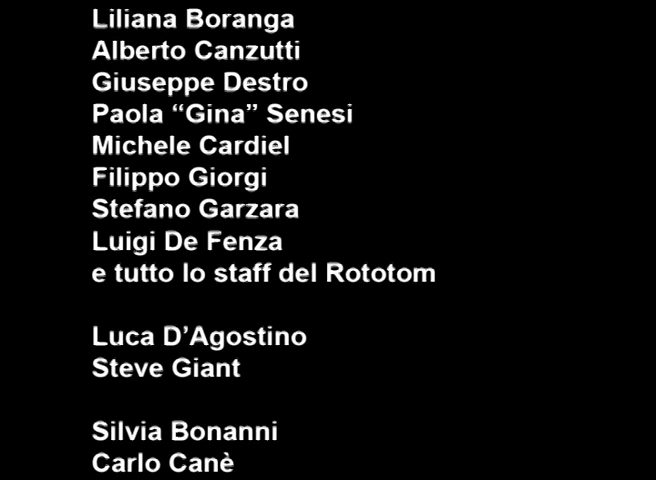 Liliana Boranga
Alberto Canzutti
Giuseppe Destro
Paola “Gina” Senesi
Michele Cardiel
Filippo Giorgi
Stefano Garzara
Luigi De Fenza
e tutto lo staff del Rototom
Luca D’Agostino
Steve Giant
Silvia Bonanni
Carlo Canè